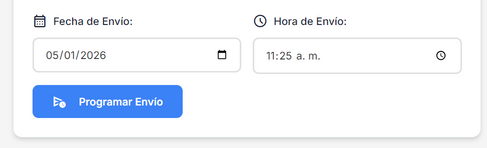 Fecha de Envío:
Hora de Envío:
05/01/2026
11:25 a. m.
Programar Envío